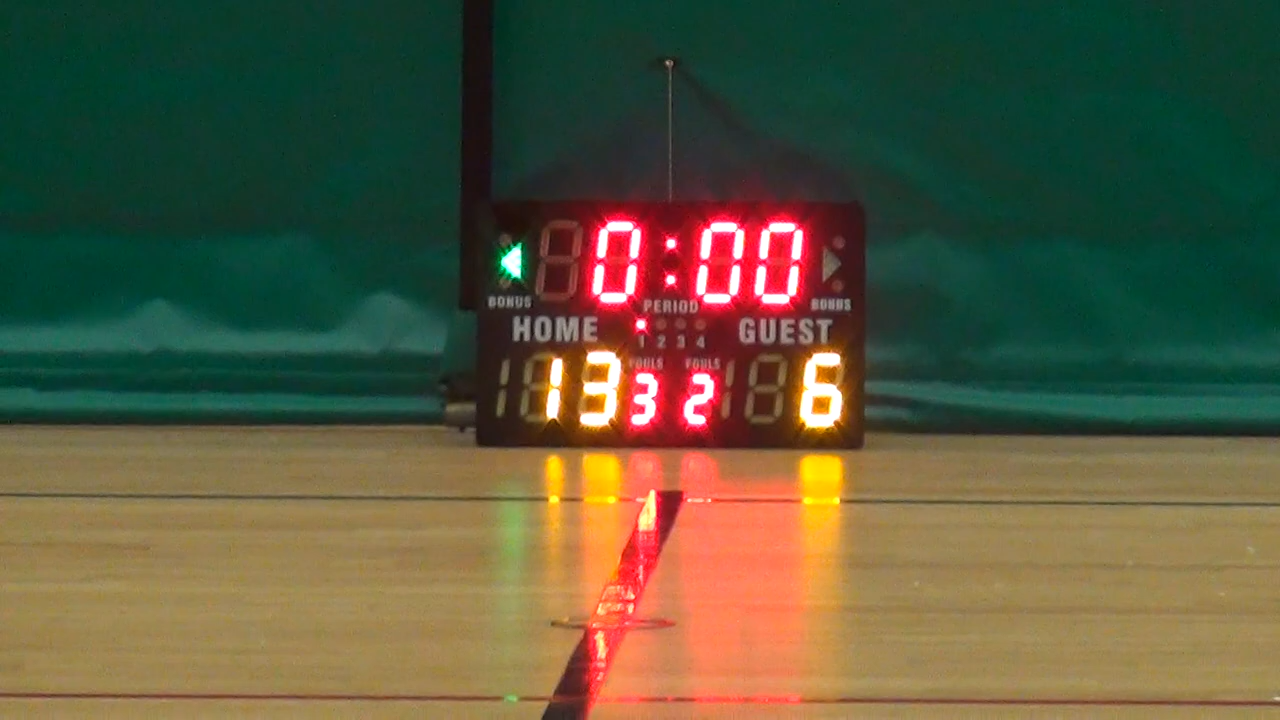 0:00
BONUS PERIOD BONUS
HOME GUEST
1 2 3 4
FOULS FOULS
13 3 2 6